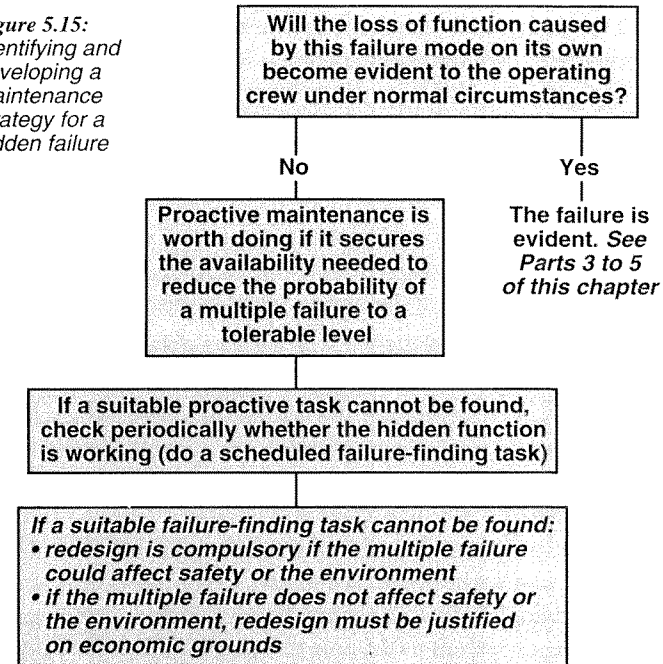 gure 5.15:
entifying and
veloping a
aintenance
rategy for a
dden failure
Will the loss of function caused
by this failure mode on its own
become evident to the operating
crew under normal circumstances?
No
Yes
Proactive maintenance is
worth doing if it secures
the availability needed to
reduce the probability of
a multiple failure to a
tolerable level
The failure is
evident. See
Parts 3 to 5
of this chapter
If a suitable proactive task cannot be found,
check periodically whether the hidden function
is working (do a scheduled failure-finding task)
If a suitable failure-finding task cannot be found:
• redesign is compulsory if the multiple failure
could affect safety or the environment
• if the multiple failure does not affect safety or
the environment, redesign must be justified
on economic grounds